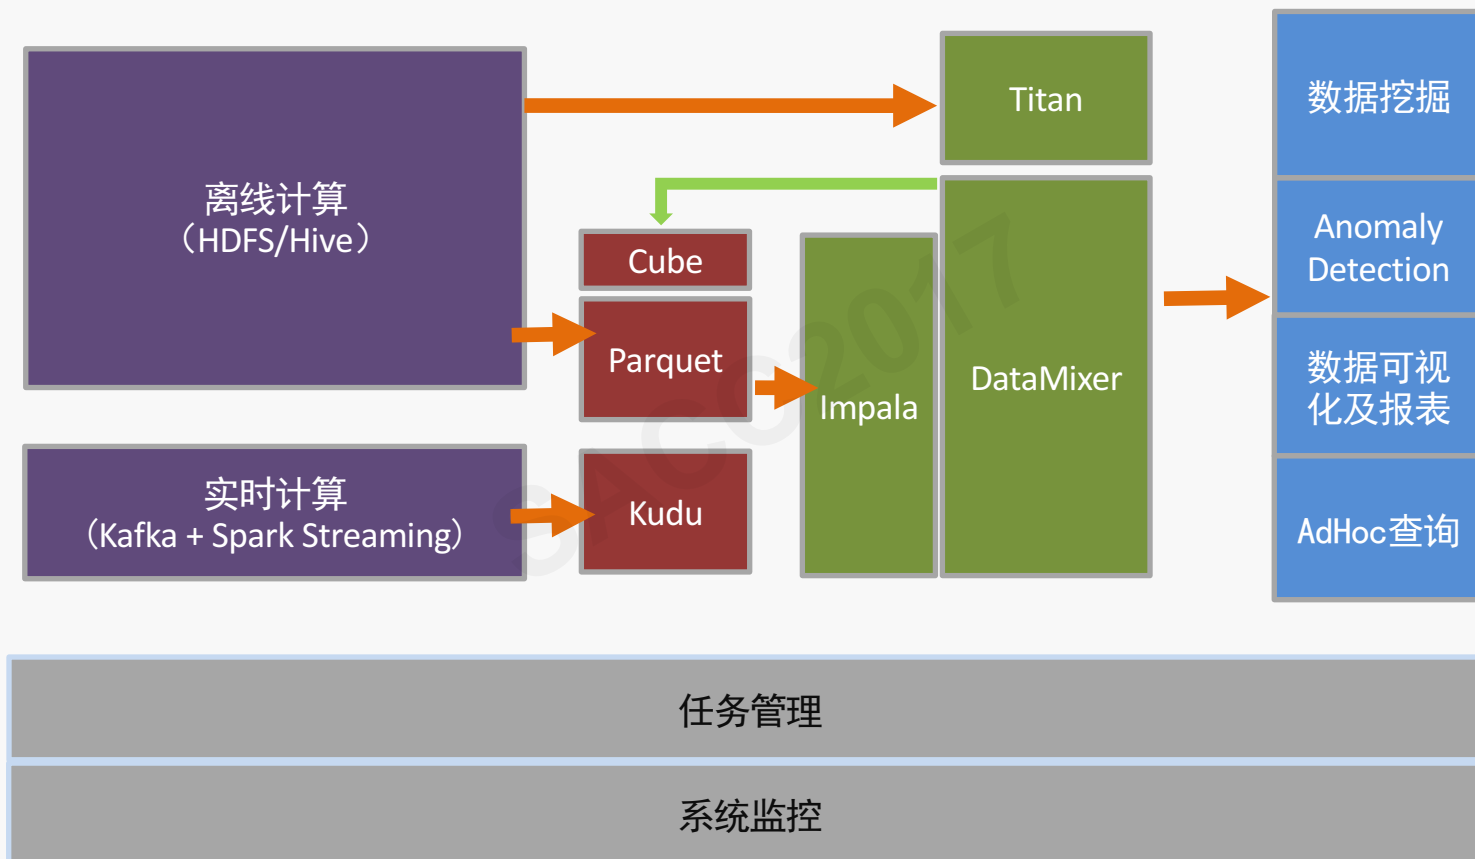 离线计算
（HDFS/Hive）
实时计算
（Kafka + Spark Streaming）
Cube
Parquet
Kudu
Impala
Titan
DataMixer
数据挖掘
Anomaly
Detection
数据可视
化及报表
AdHoc查询
任务管理
系统监控
SACC2017